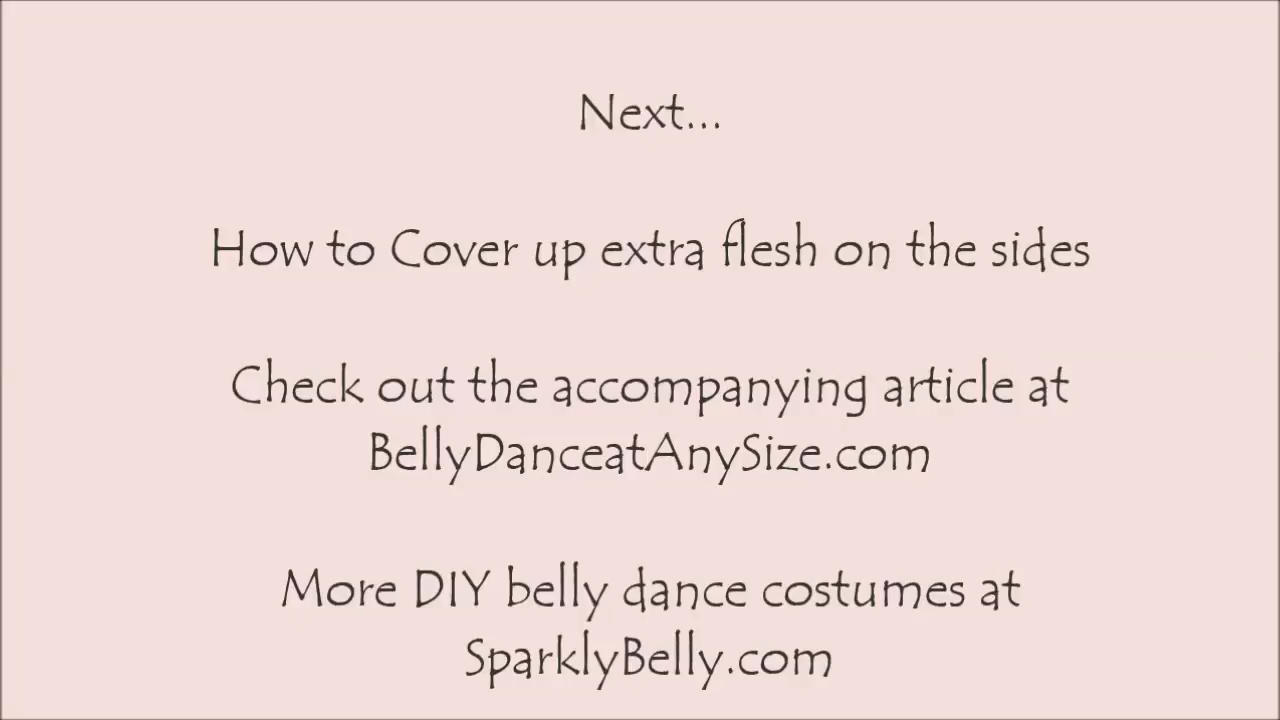 Next...
How to Cover up extra flesh on the sides
Check out the accompanying article at
BellyDanceatAnySize.com
More DIY belly dance costumes at
SparklyBelly.com